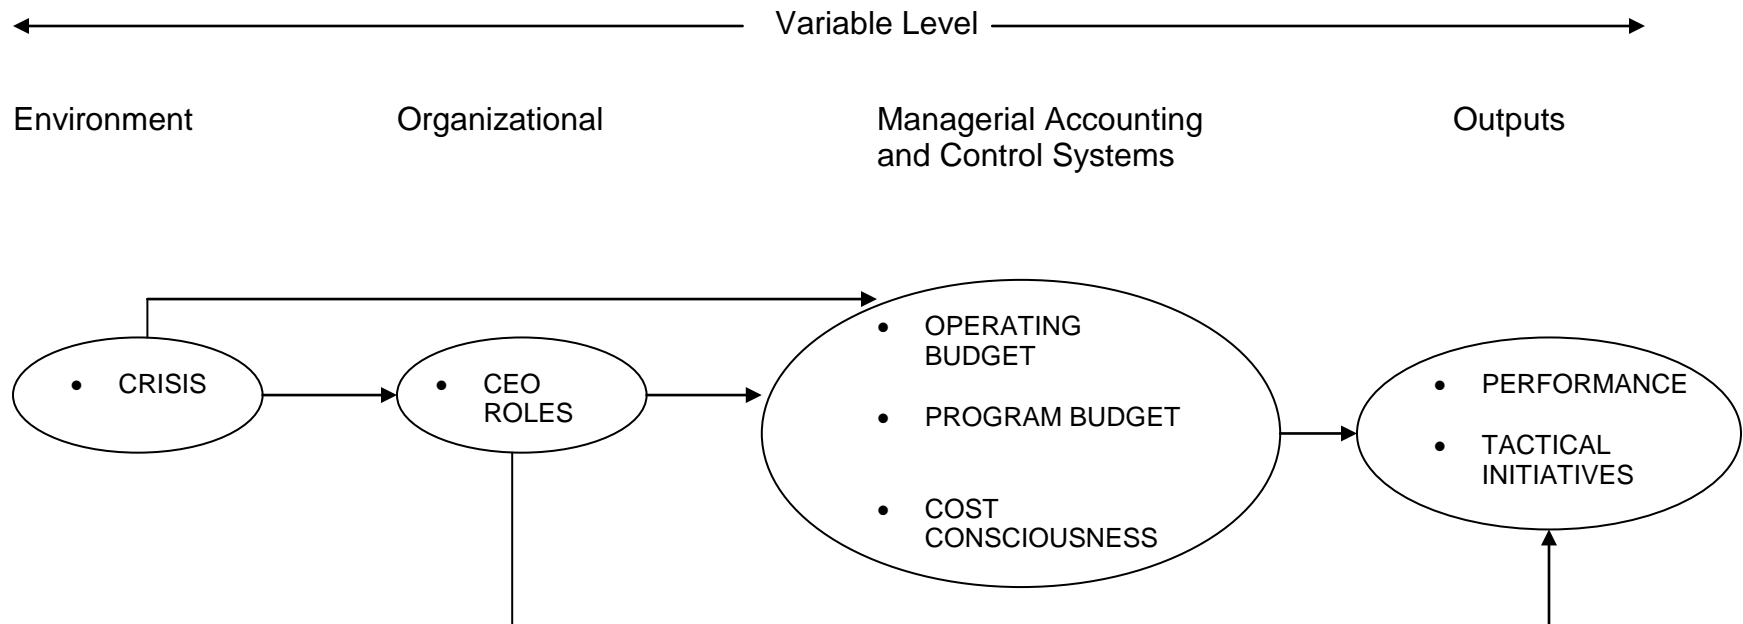 Variable Level
Environment
Organizational
Managerial Accounting
and Control Systems
Outputs
• CRISIS
• CEO
ROLES
• OPERATING
BUDGET
• PROGRAM BUDGET
• COST
CONSCIOUSNESS
• PERFORMANCE
• TACTICAL
INITIATIVES